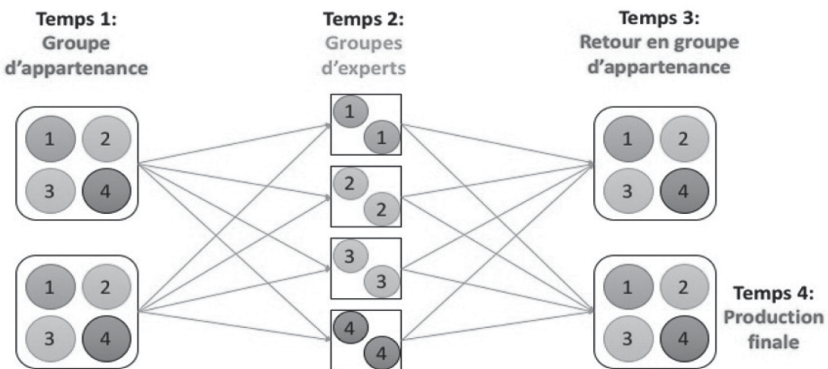 Temps 1:
Groupe
d'appartenance
Temps 2:
Groupes
d'experts
Temps 3:
Retour en groupe
d'appartenance
1 2
3 4
1 2
3 4
1
1
2
2
3
3
4
4
1 2
3 4
1 2
3 4
Temps 4:
Production
finale